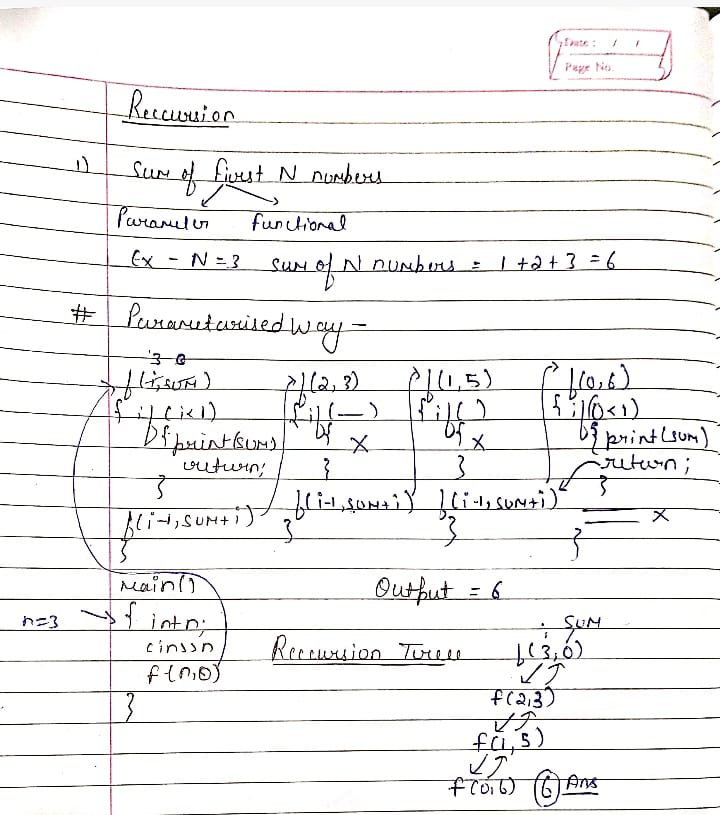 Date : / /
Page No.
Reccursion
1) Sum of first N numbers
Parameter functional
Ex - N=3 sum of N numbers = 1+2+3 = 6
# Parametarised way -
3 0
f(i, sum) f(2,3) f(1,5) f(0,6)
{ if(i<1) { if(—) { if( ) { if(0<1)
{ print(sum) { x { x { print(sum)
return; } } return;
} f(i-1, sum+i) f(i-1, sum+i) }
f(i-1, sum+i) } } x
} }
Main() Output = 6
n=3 { int n; i sum
cin>>n Reccursion Tree f(3,0)
f(n,0) f(2,3)
} f(1,5)
f(0,6) 6 Ans